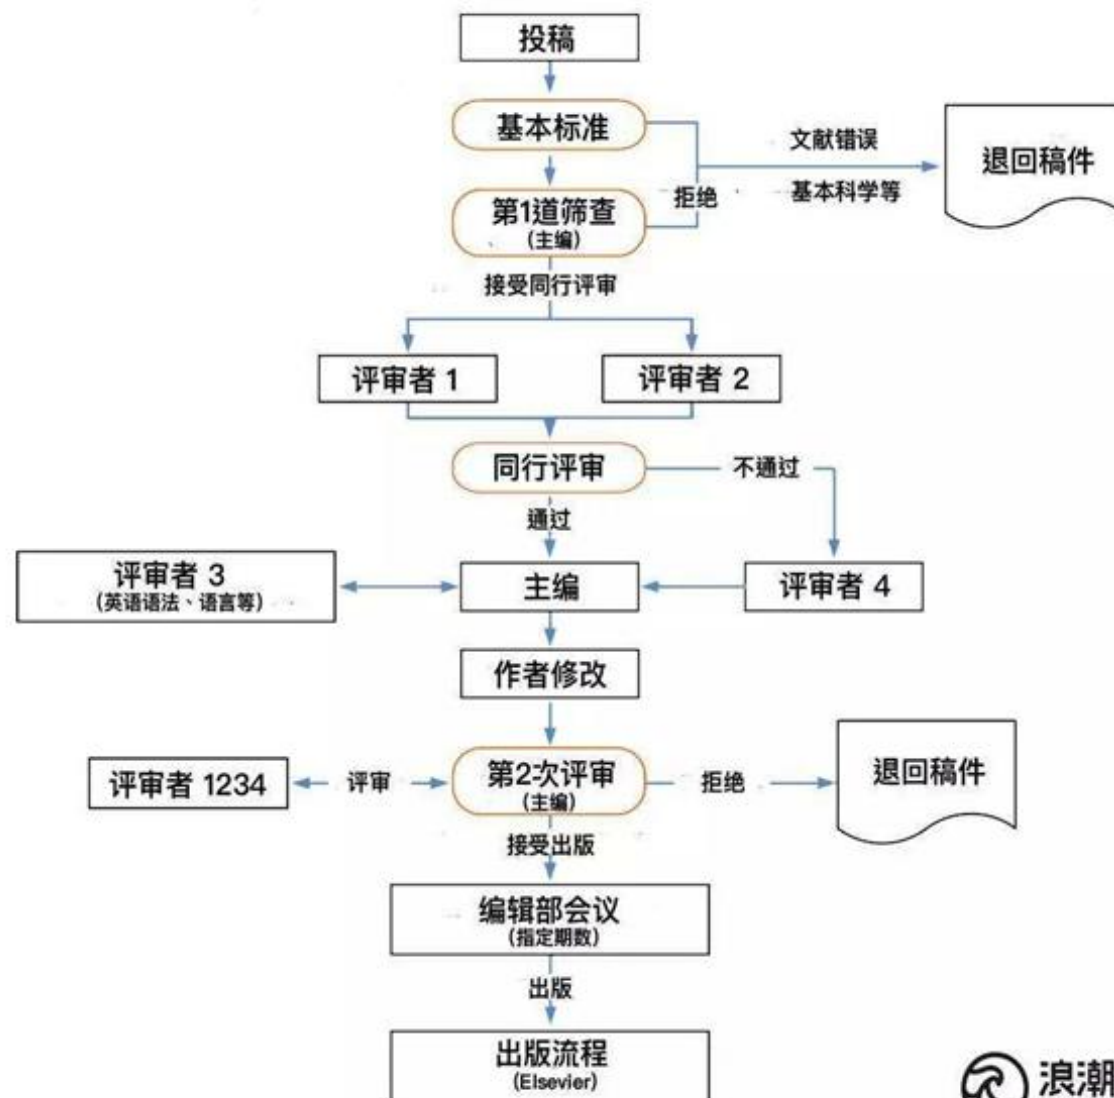 投稿
基本标准
文献错误
退回稿件
基本科学等
拒绝
第1道筛查
(主编)
接受同行评审
评审者 1
评审者 2
同行评审
不通过
通过
评审者 3
(英语语法、语言等)
主编
评审者 4
作者修改
评审者 1234
评审
第2次评审
(主编)
拒绝
退回稿件
接受出版
编辑部会议
(指定期数)
出版
出版流程
(Elsevier)
浪潮